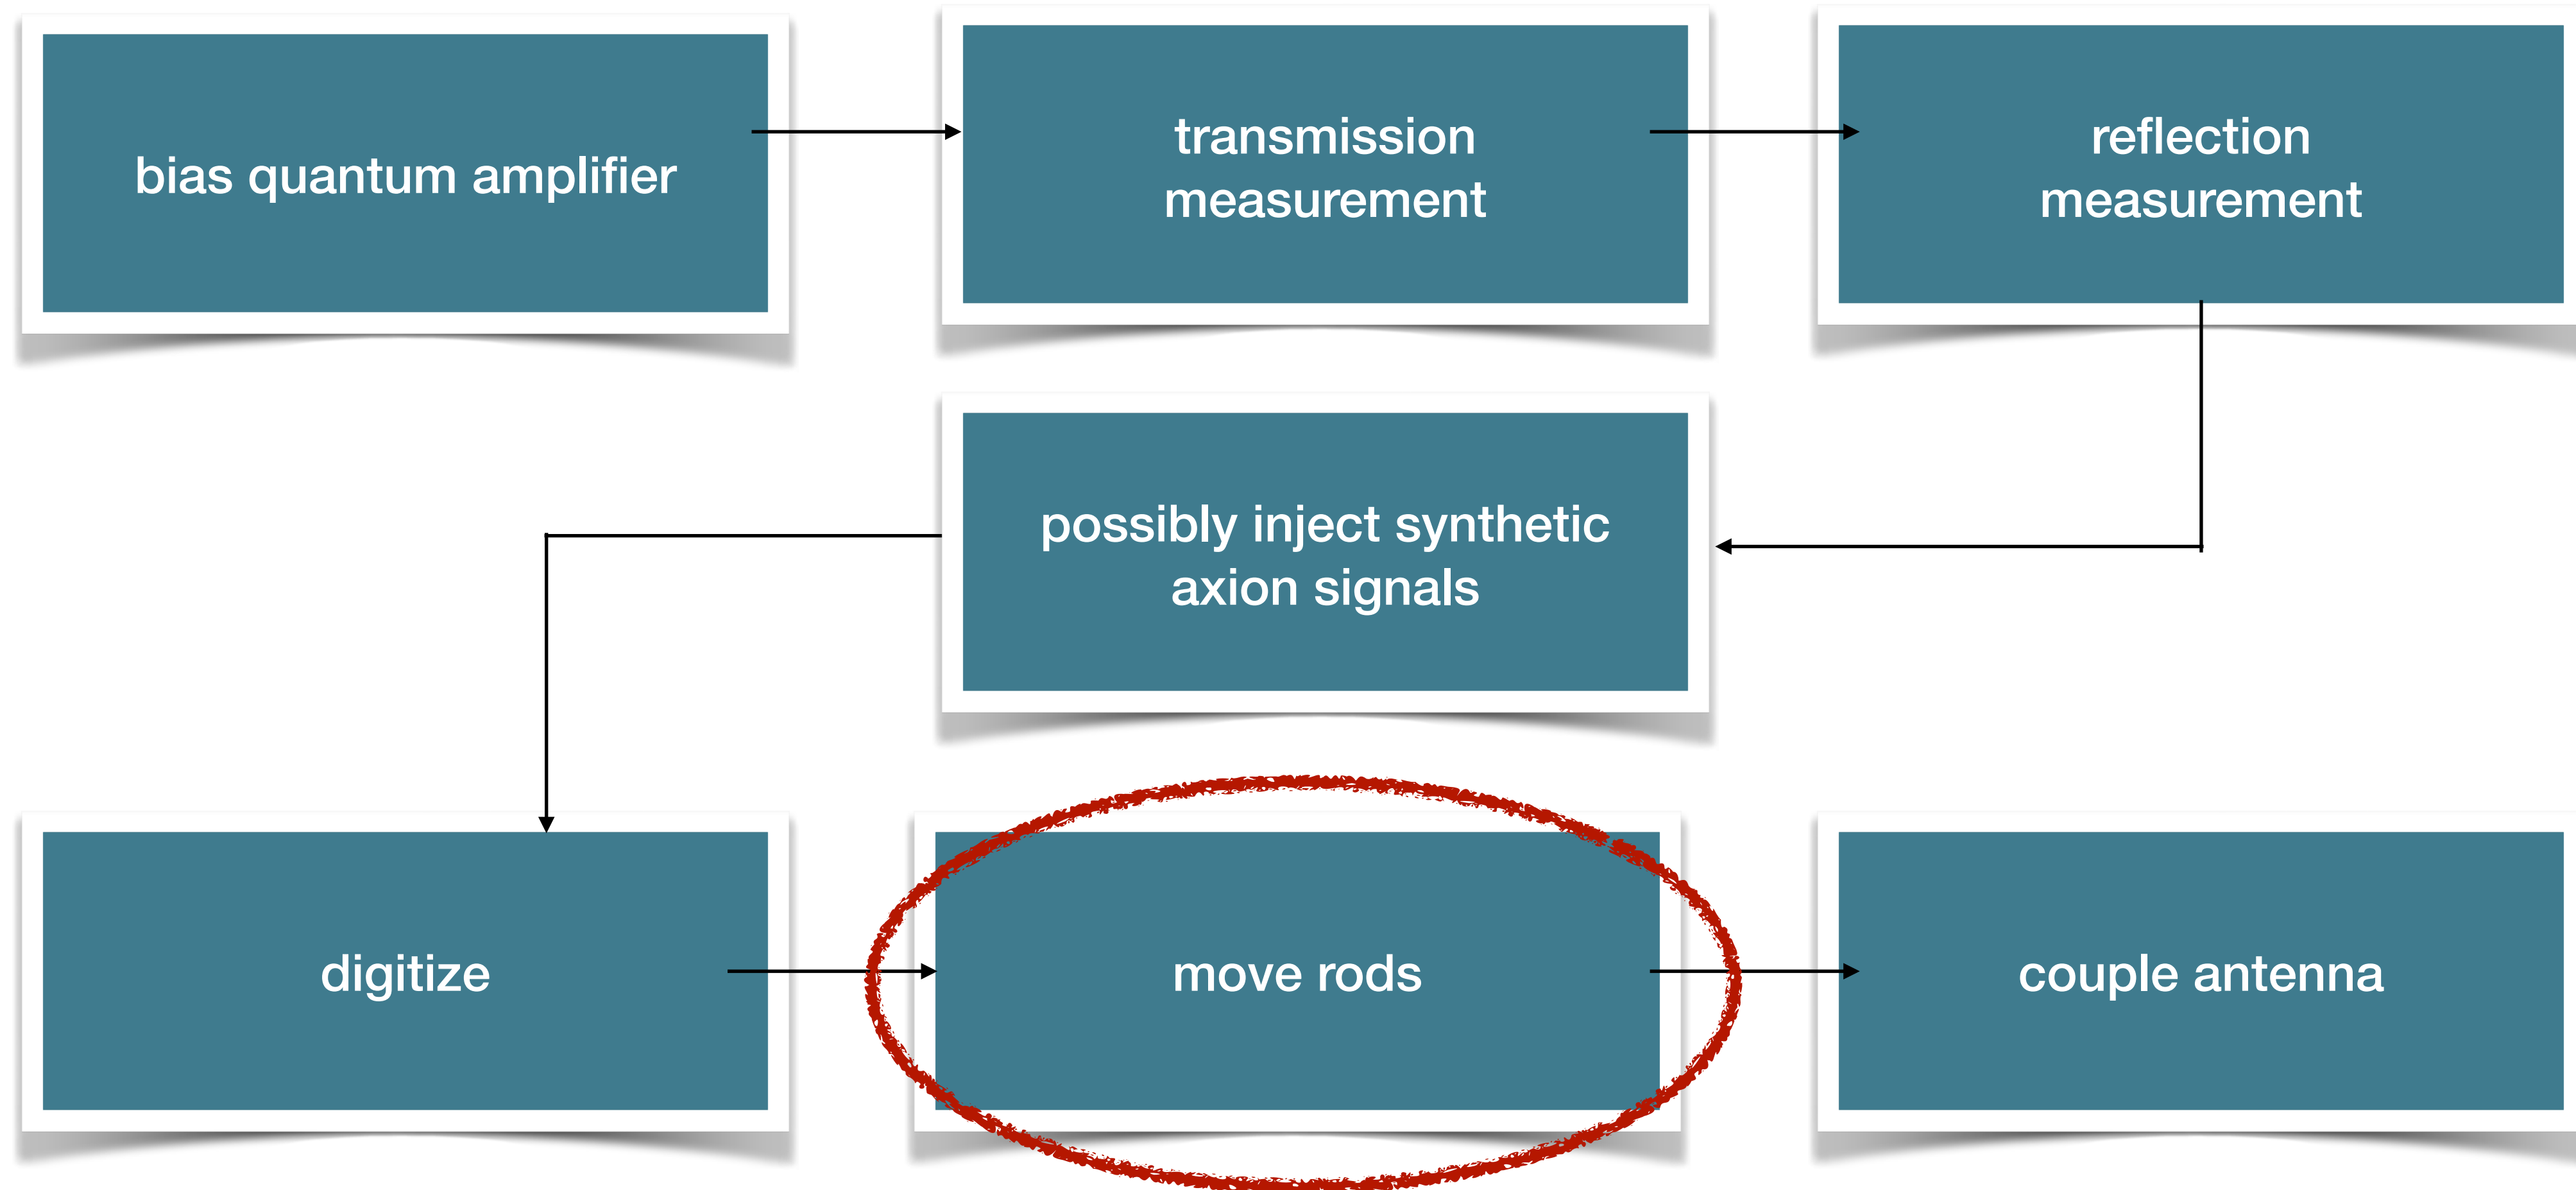 bias quantum amplifier
transmission
measurement
reflection
measurement
possibly inject synthetic
axion signals
digitize
move rods
couple antenna